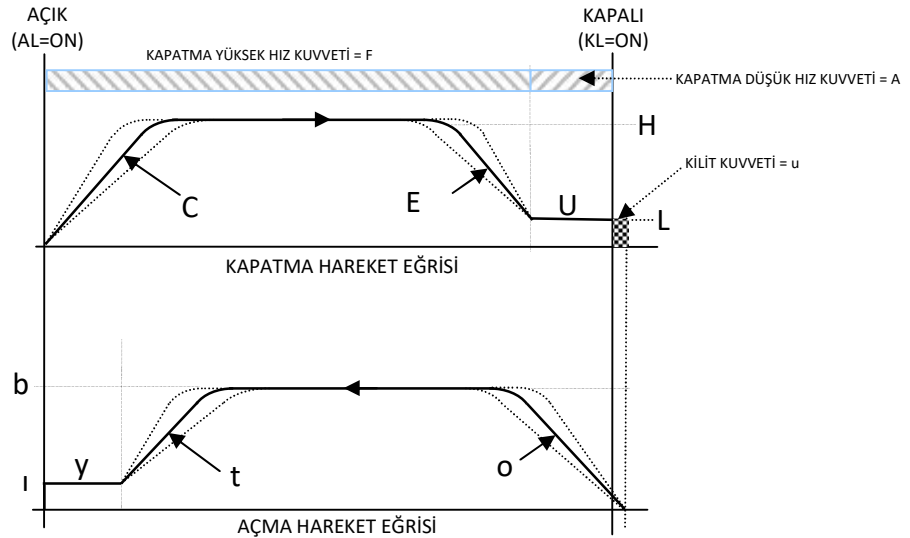 AÇIK
(AL=ON)
KAPALI
(KL=ON)
KAPATMA YÜKSEK HIZ KUVVETİ = F
KAPATMA DÜŞÜK HIZ KUVVETİ = A
H
KİLİT KUVVETİ = u
C
E
U
L
KAPATMA HAREKET EĞRİSİ
b
y
t
o
ı
AÇMA HAREKET EĞRİSİ